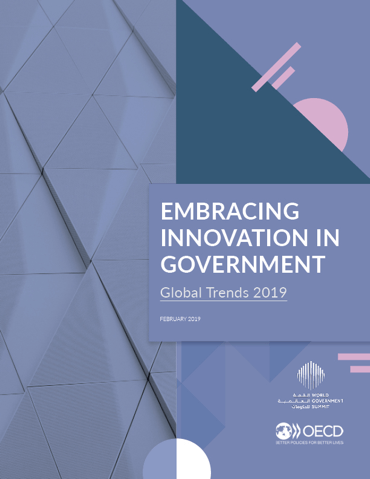 EMBRACING
INNOVATION IN
GOVERNMENT
Global Trends 2019
FEBRUARY 2019
WORLD
GOVERNMENT
SUMMIT
OECD
BETTER POLICIES FOR BETTER LIVES